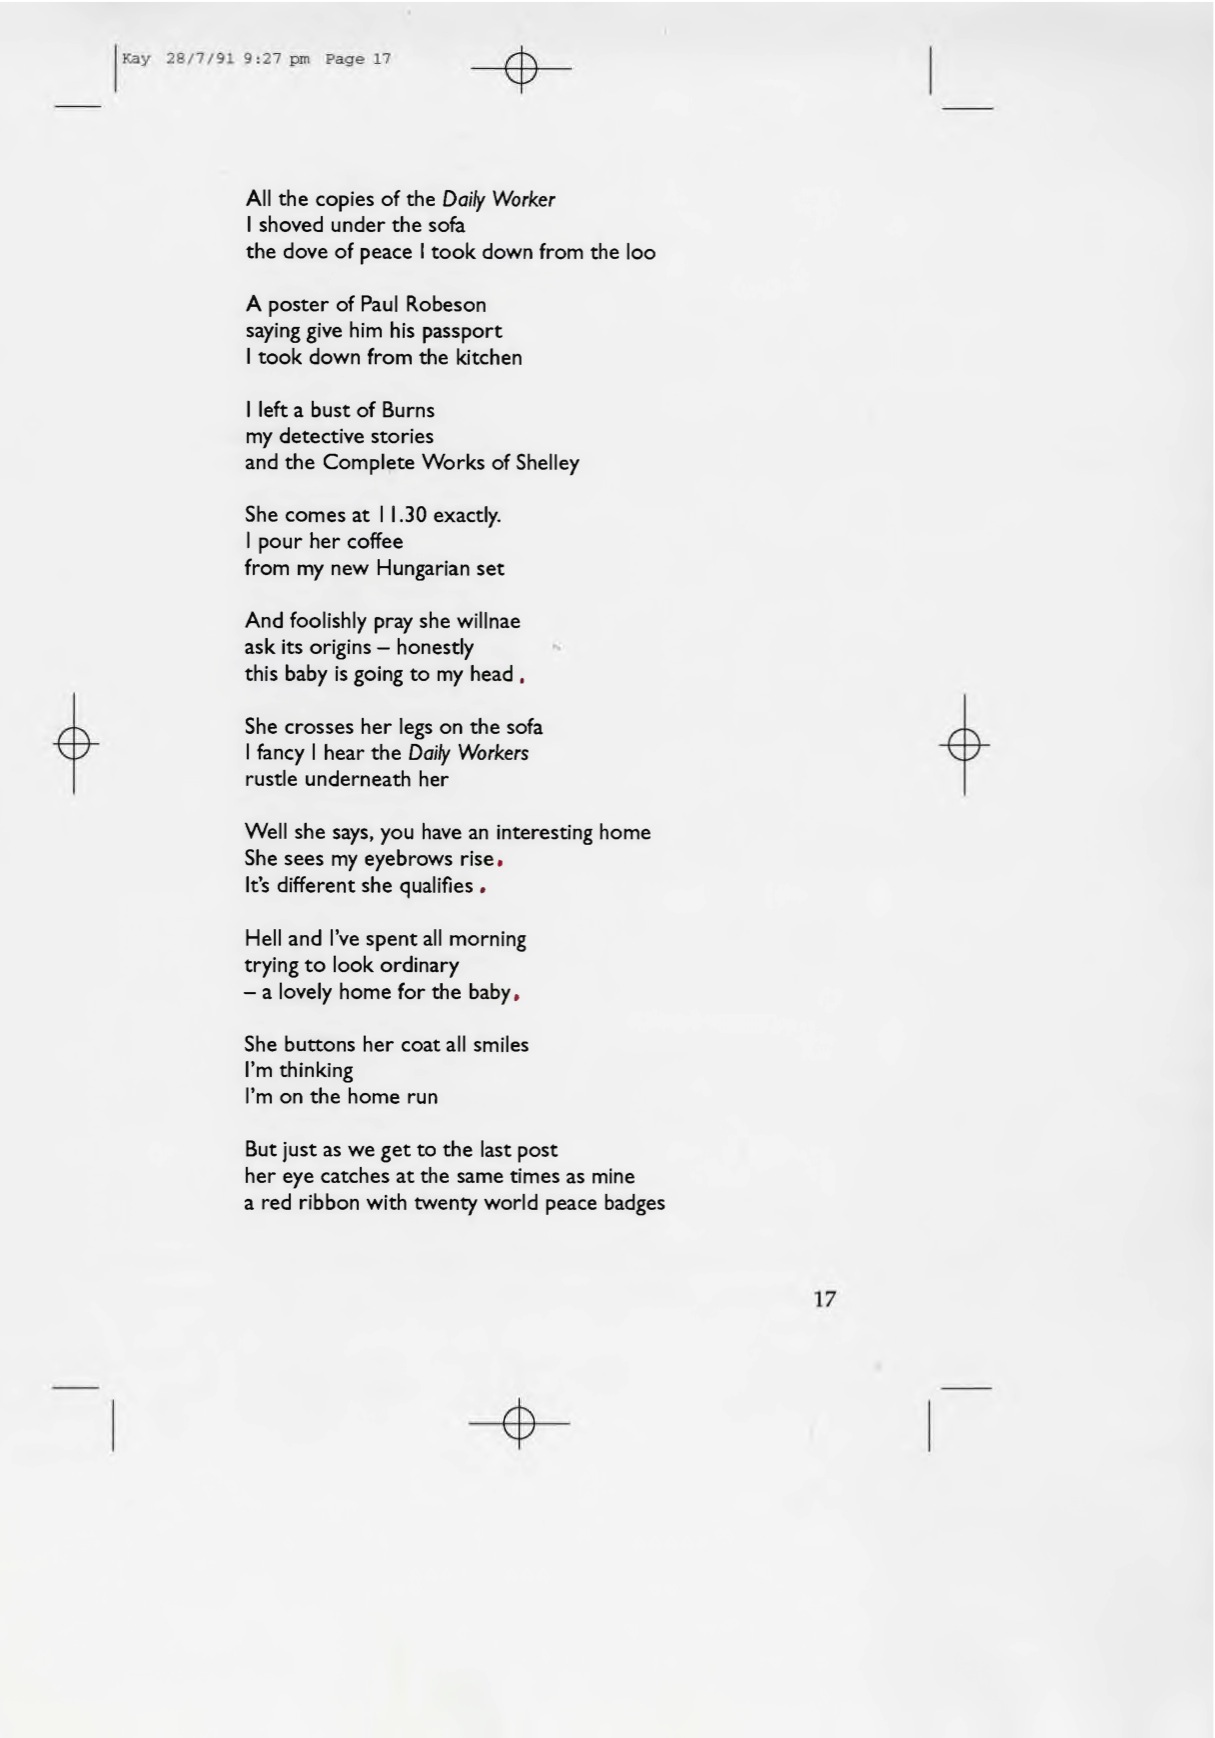 Kay 28/7/91 9:27 pm Page 17
All the copies of the Daily Worker
I shoved under the sofa
the dove of peace I took down from the loo
A poster of Paul Robeson
saying give him his passport
I took down from the kitchen
I left a bust of Burns
my detective stories
and the Complete Works of Shelley
She comes at 11.30 exactly.
I pour her coffee
from my new Hungarian set
And foolishly pray she willnae
ask its origins – honestly
this baby is going to my head .
She crosses her legs on the sofa
I fancy I hear the Daily Workers
rustle underneath her
Well she says, you have an interesting home
She sees my eyebrows rise.
It's different she qualifies .
Hell and I've spent all morning
trying to look ordinary
– a lovely home for the baby.
She buttons her coat all smiles
I'm thinking
I'm on the home run
But just as we get to the last post
her eye catches at the same times as mine
a red ribbon with twenty world peace badges
17